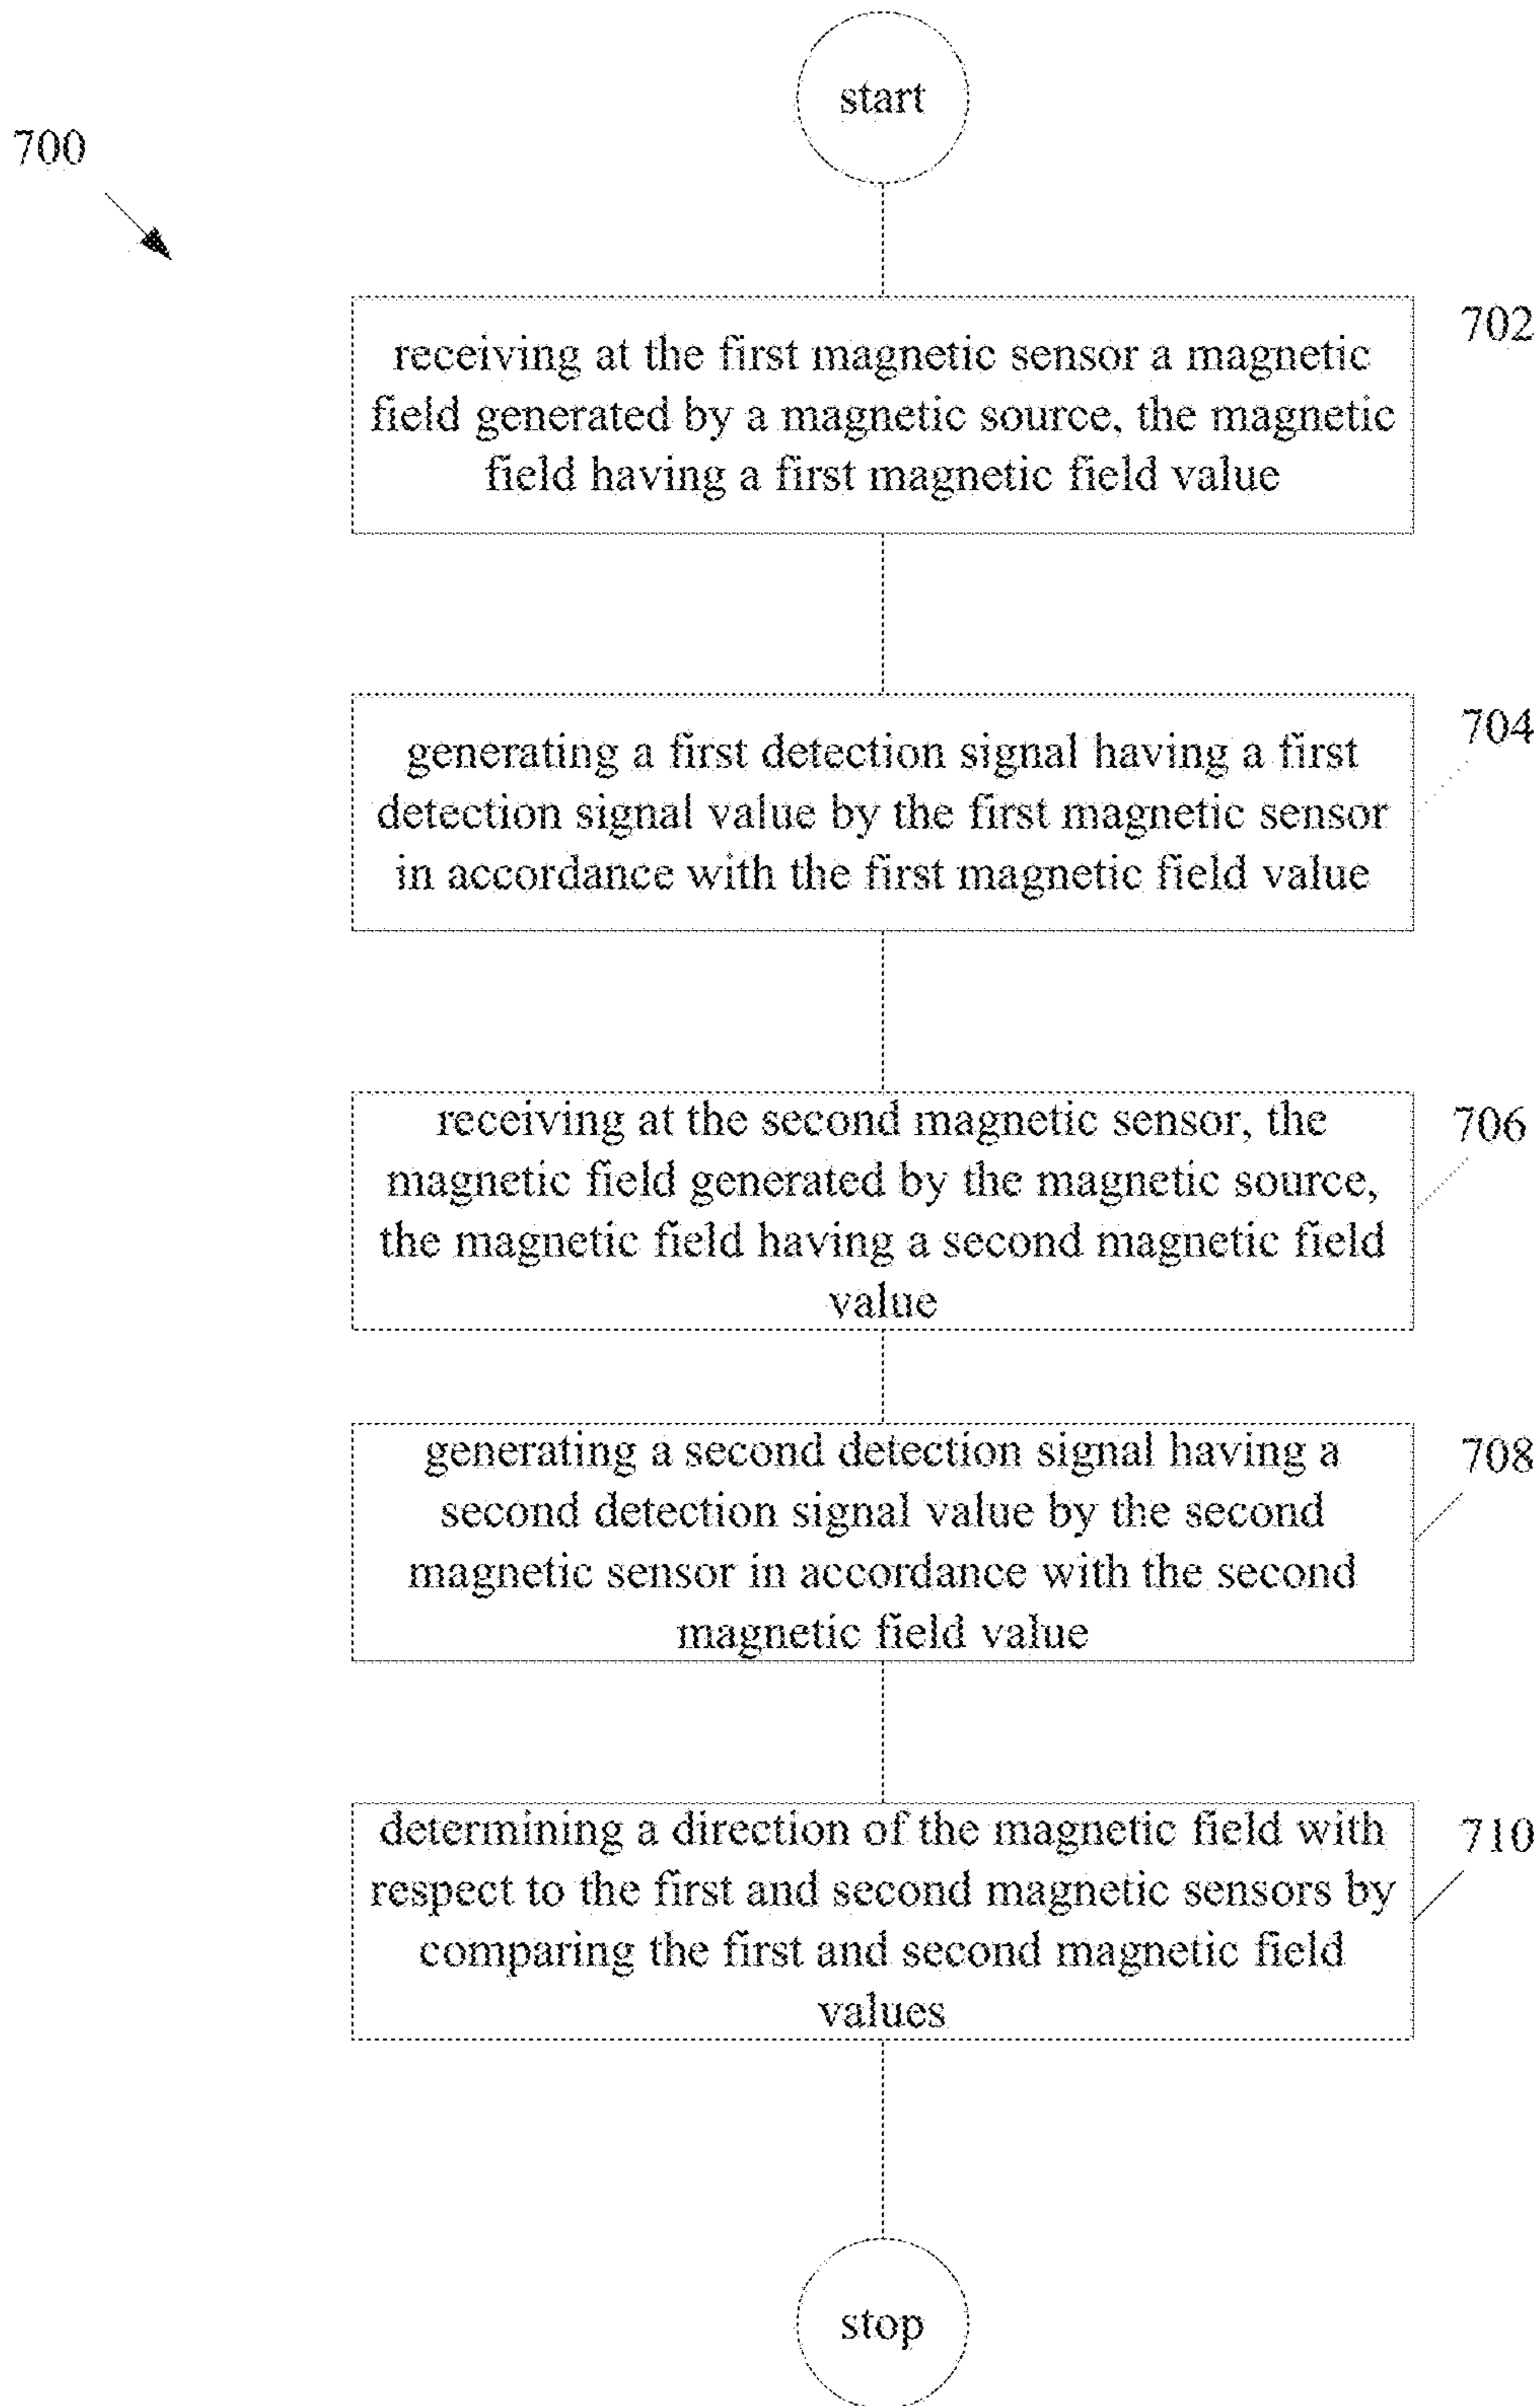 start
700
702
receiving at the first magnetic sensor a magnetic
field generated by a magnetic source, the magnetic
field having a first magnetic field value
704
generating a first detection signal having a first
detection signal value by the first magnetic sensor
in accordance with the first magnetic field value
706
receiving at the second magnetic sensor, the
magnetic field generated by the magnetic source,
the magnetic field having a second magnetic field
value
708
generating a second detection signal having a
second detection signal value by the second
magnetic sensor in accordance with the second
magnetic field value
710
determining a direction of the magnetic field with
respect to the first and second magnetic sensors by
comparing the first and second magnetic field
values
stop